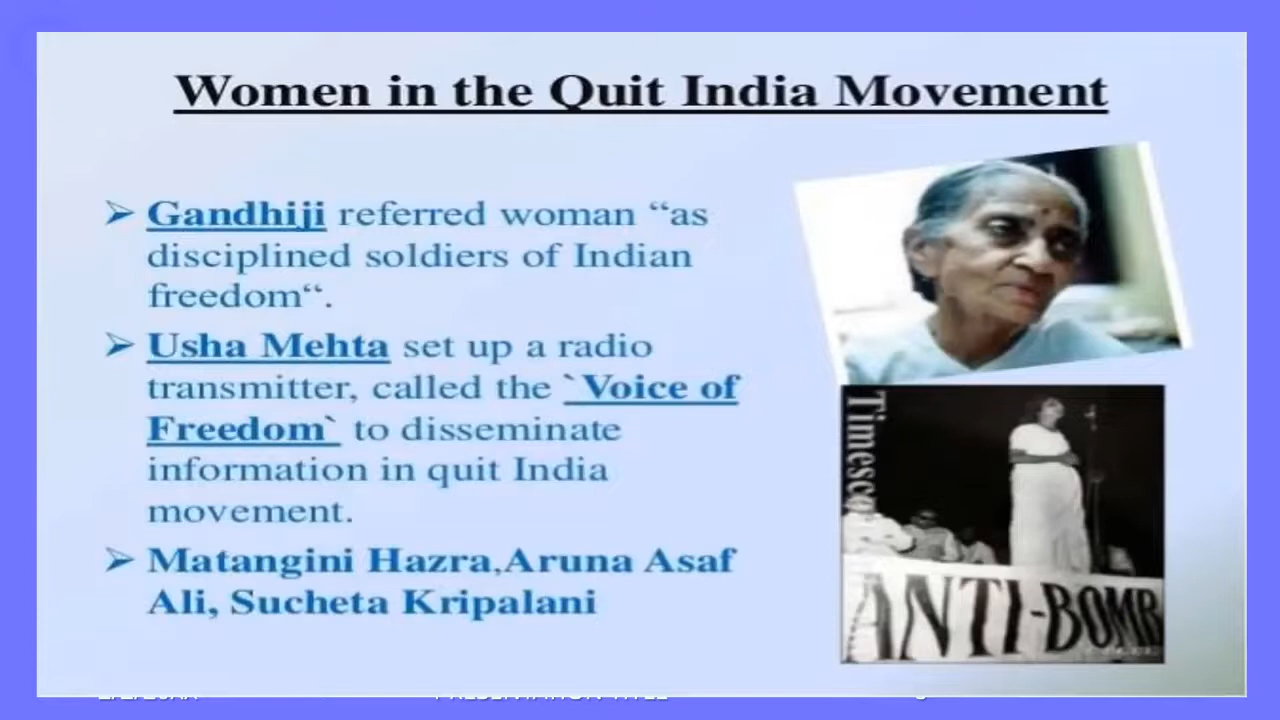 Women in the Quit India Movement
➢ Gandhiji referred woman “as
disciplined soldiers of Indian
freedom“.
➢ Usha Mehta set up a radio
transmitter, called the `Voice of
Freedom` to disseminate
information in quit India
movement.
➢ Matangini Hazra,Aruna Asaf
Ali, Sucheta Kripalani
ANTI-BOMB